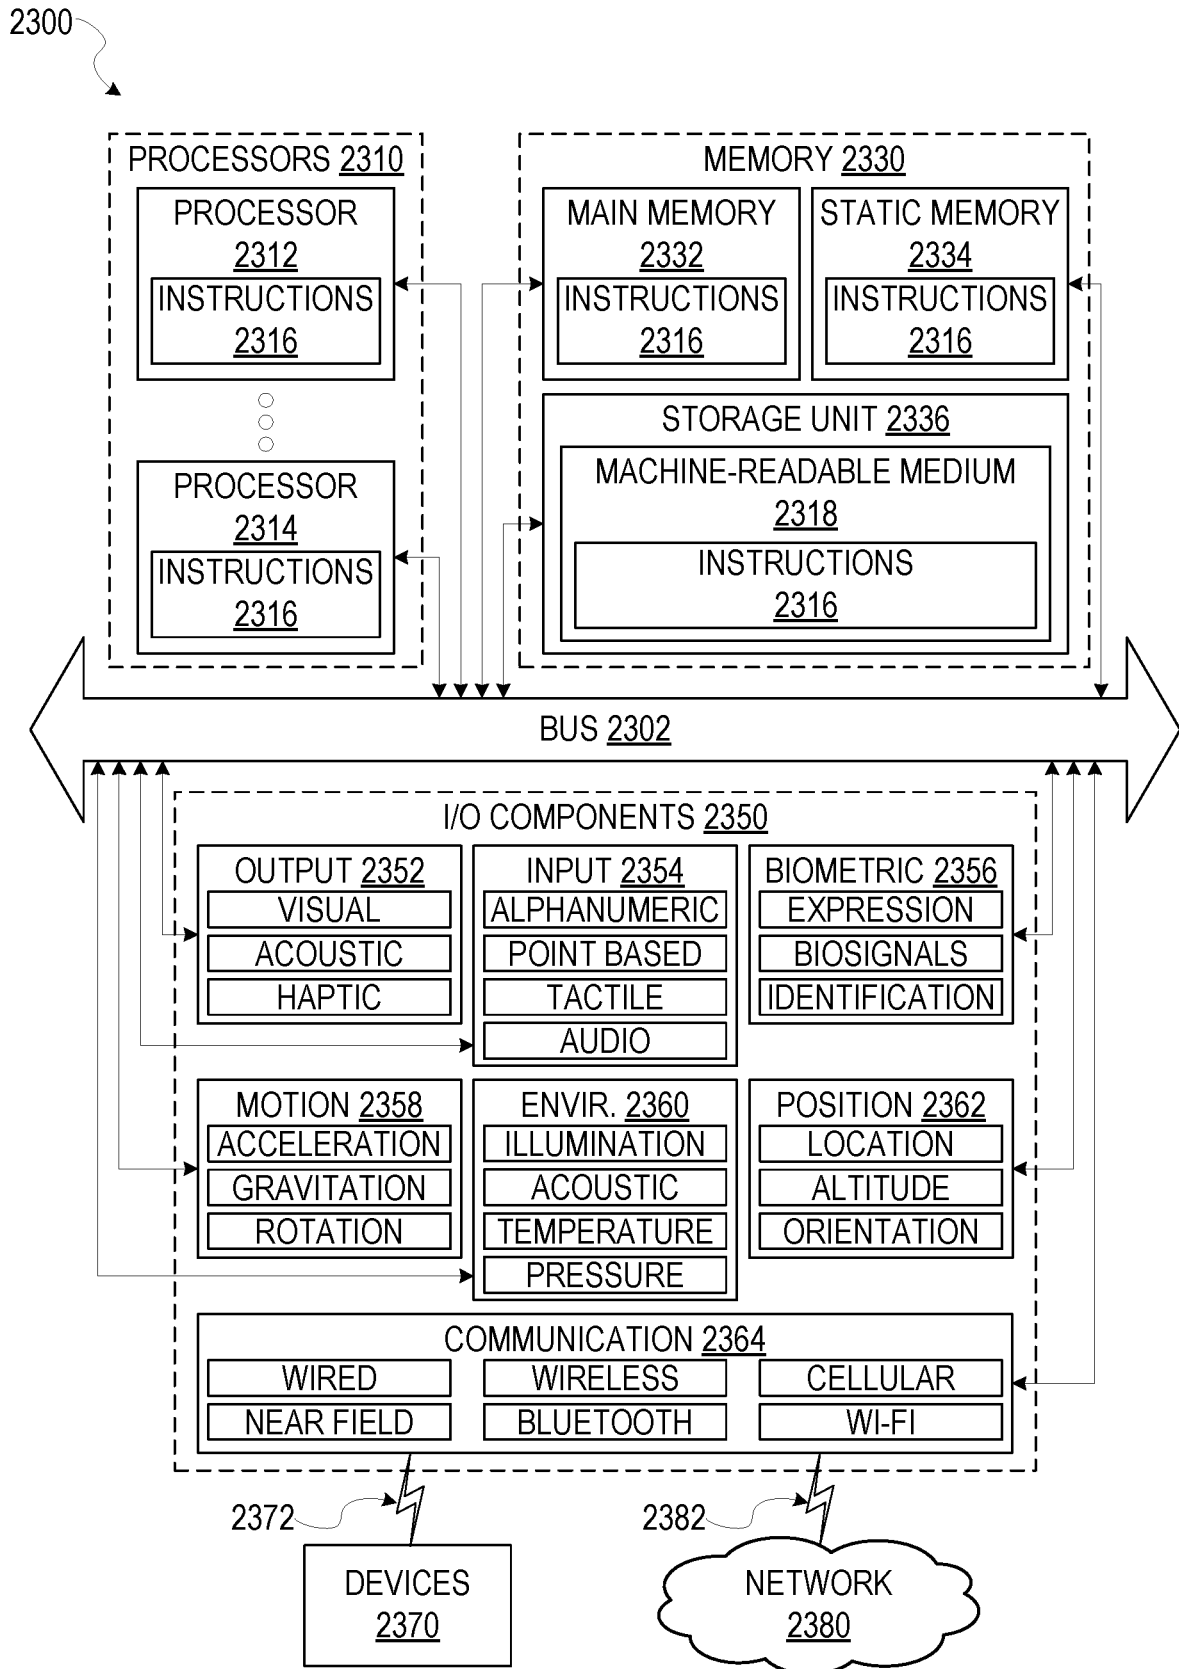 2300
PROCESSORS 2310
PROCESSOR
2312
INSTRUCTIONS
2316
PROCESSOR
2314
INSTRUCTIONS
2316
MEMORY 2330
MAIN MEMORY
2332
INSTRUCTIONS
2316
STATIC MEMORY
2334
INSTRUCTIONS
2316
STORAGE UNIT 2336
MACHINE-READABLE MEDIUM
2318
INSTRUCTIONS
2316
BUS 2302
I/O COMPONENTS 2350
OUTPUT 2352
VISUAL
ACOUSTIC
HAPTIC
INPUT 2354
ALPHANUMERIC
POINT BASED
TACTILE
AUDIO
BIOMETRIC 2356
EXPRESSION
BIOSIGNALS
IDENTIFICATION
MOTION 2358
ACCELERATION
GRAVITATION
ROTATION
ENVIR. 2360
ILLUMINATION
ACOUSTIC
TEMPERATURE
PRESSURE
POSITION 2362
LOCATION
ALTITUDE
ORIENTATION
COMMUNICATION 2364
WIRED
WIRELESS
CELLULAR
NEAR FIELD
BLUETOOTH
WI-FI
2372
2382
DEVICES
2370
NETWORK
2380